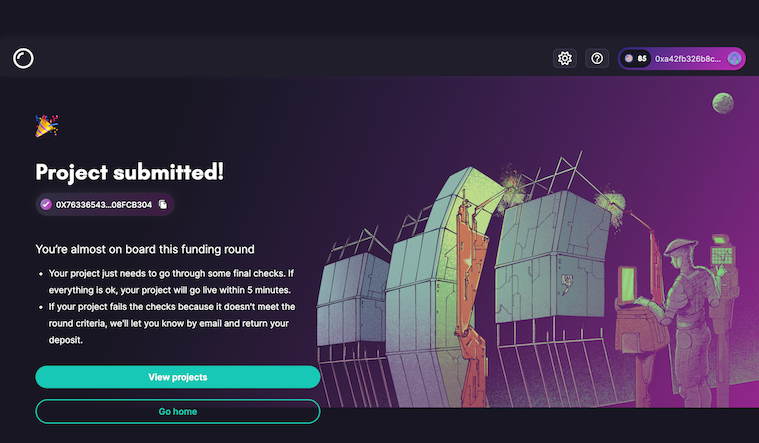 85 0xa42fb326b8c...
Project submitted!
0X76336543...08FCB304
You're almost on board this funding round
• Your project just needs to go through some final checks. If
everything is ok, your project will go live within 5 minutes.
• If your project fails the checks because it doesn't meet the
round criteria, we'll let you know by email and return your
deposit.
View projects
Go home